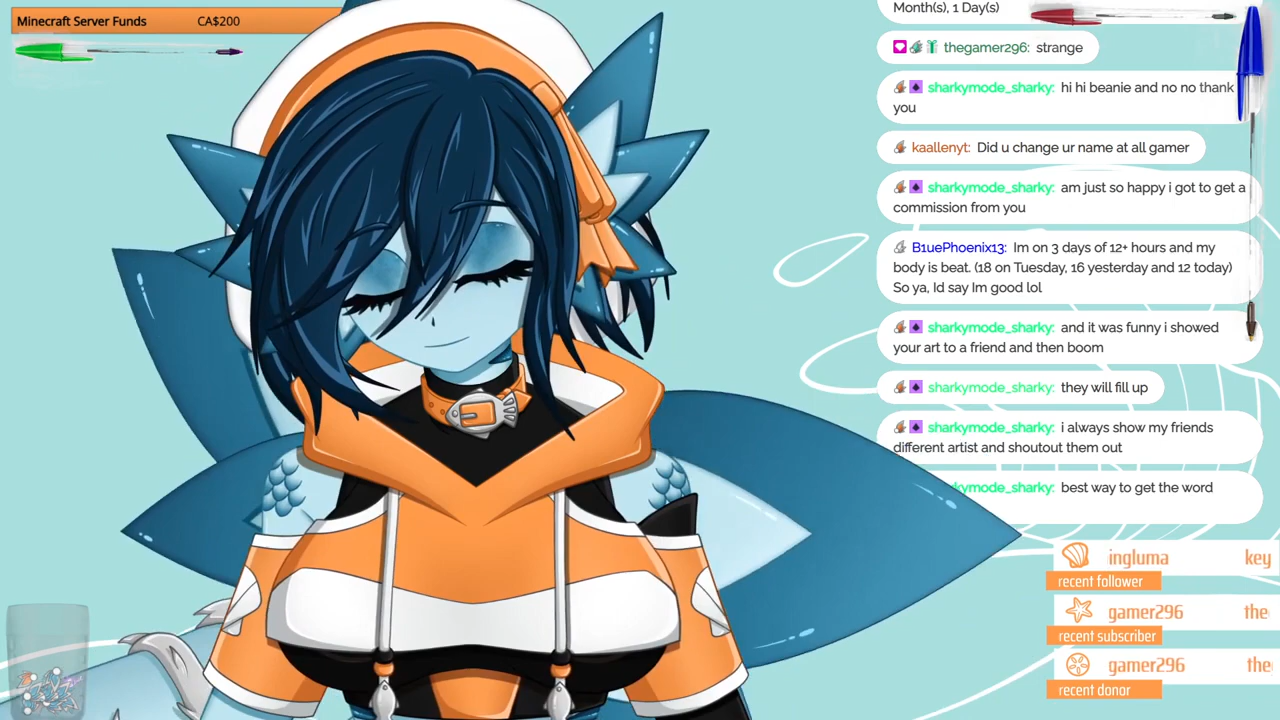 Minecraft Server Funds CA$200
Month(s), 1 Day(s)
thegamer296: strange
sharkymode_sharky: hi hi beanie and no no thank
you
kaallenyt: Did u change ur name at all gamer
sharkymode_sharky: am just so happy i got to get a
commission from you
B1uePhoenix13: Im on 3 days of 12+ hours and my
body is beat. (18 on Tuesday, 16 yesterday and 12 today)
So ya, Id say Im good lol
sharkymode_sharky: and it was funny i showed
your art to a friend and then boom
sharkymode_sharky: they will fill up
sharkymode_sharky: i always show my friends
different artist and shoutout them out
kymode_sharky: best way to get the word
ingluma key
recent follower
gamer296 the
recent subscriber
gamer296 the
recent donor